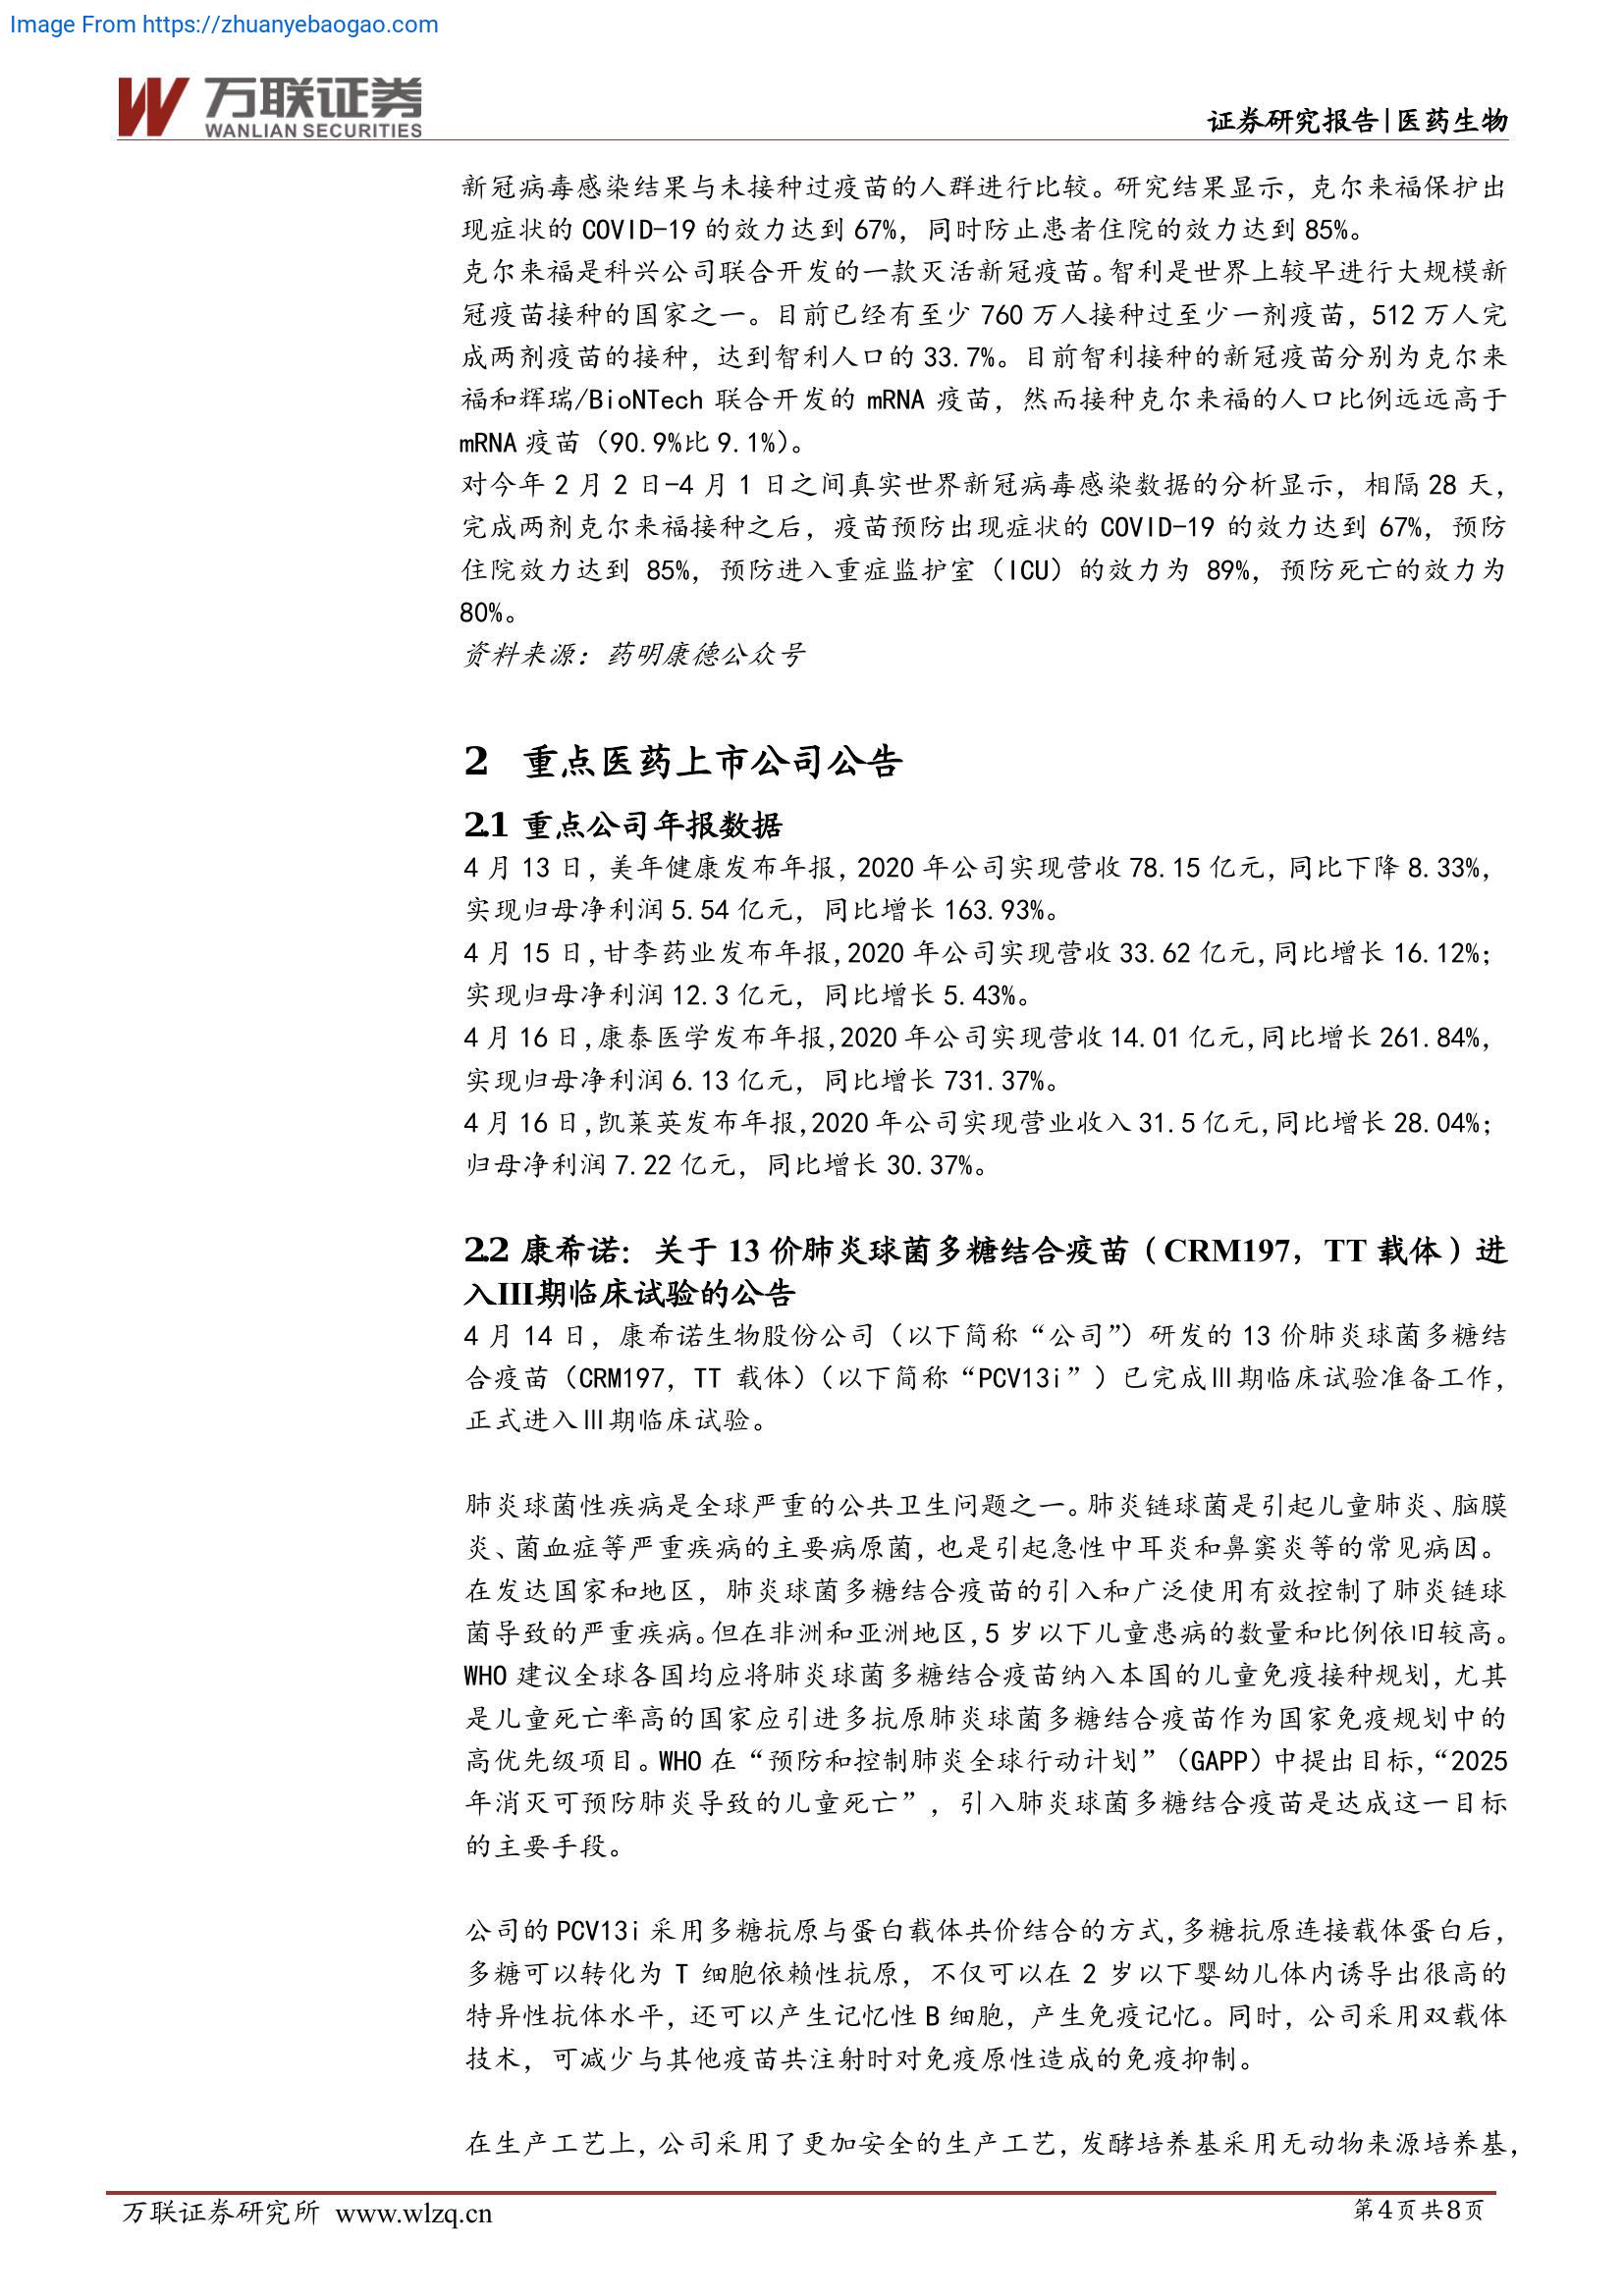 Image From https://zhuanyebaogao.com
万联证券
WANLIAN SECURITIES
证券研究报告|医药生物
新冠病毒感染结果与未接种过疫苗的人群进行比较。研究结果显示，克尔来福保护出
现症状的 COVID-19 的效力达到 67%，同时防止患者住院的效力达到 85%。
克尔来福是科兴公司联合开发的一款灭活新冠疫苗。智利是世界上较早进行大规模新
冠疫苗接种的国家之一。目前已经有至少 760 万人接种过至少一剂疫苗，512 万人完
成两剂疫苗的接种，达到智利人口的 33.7%。目前智利接种的新冠疫苗分别为克尔来
福和辉瑞/BioNTech 联合开发的 mRNA 疫苗，然而接种克尔来福的人口比例远远高于
mRNA 疫苗（90.9%比 9.1%）。
对今年 2 月 2 日-4 月 1 日之间真实世界新冠病毒感染数据的分析显示，相隔 28 天，
完成两剂克尔来福接种之后，疫苗预防出现症状的 COVID-19 的效力达到 67%，预防
住院效力达到 85%，预防进入重症监护室（ICU）的效力为 89%，预防死亡的效力为
80%。
资料来源：药明康德公众号
2 重点医药上市公司公告
2.1 重点公司年报数据
4 月 13 日，美年健康发布年报，2020 年公司实现营收 78.15 亿元，同比下降 8.33%，
实现归母净利润 5.54 亿元，同比增长 163.93%。
4 月 15 日，甘李药业发布年报，2020 年公司实现营收 33.62 亿元，同比增长 16.12%；
实现归母净利润 12.3 亿元，同比增长 5.43%。
4 月 16 日，康泰医学发布年报，2020 年公司实现营收 14.01 亿元，同比增长 261.84%，
实现归母净利润 6.13 亿元，同比增长 731.37%。
4 月 16 日，凯莱英发布年报，2020 年公司实现营业收入 31.5 亿元，同比增长 28.04%；
归母净利润 7.22 亿元，同比增长 30.37%。
2.2 康希诺：关于 13 价肺炎球菌多糖结合疫苗（CRM197，TT 载体）进
入III期临床试验的公告
4 月 14 日，康希诺生物股份公司（以下简称“公司”）研发的 13 价肺炎球菌多糖结
合疫苗（CRM197，TT 载体）（以下简称“PCV13i”）已完成Ⅲ期临床试验准备工作，
正式进入Ⅲ期临床试验。
肺炎球菌性疾病是全球严重的公共卫生问题之一。肺炎链球菌是引起儿童肺炎、脑膜
炎、菌血症等严重疾病的主要病原菌，也是引起急性中耳炎和鼻窦炎等的常见病因。
在发达国家和地区，肺炎球菌多糖结合疫苗的引入和广泛使用有效控制了肺炎链球
菌导致的严重疾病。但在非洲和亚洲地区，5 岁以下儿童患病的数量和比例依旧较高。
WHO 建议全球各国均应将肺炎球菌多糖结合疫苗纳入本国的儿童免疫接种规划，尤其
是儿童死亡率高的国家应引进多抗原肺炎球菌多糖结合疫苗作为国家免疫规划中的
高优先级项目。WHO 在“预防和控制肺炎全球行动计划”（GAPP）中提出目标，“2025
年消灭可预防肺炎导致的儿童死亡”，引入肺炎球菌多糖结合疫苗是达成这一目标
的主要手段。
公司的 PCV13i 采用多糖抗原与蛋白载体共价结合的方式，多糖抗原连接载体蛋白后，
多糖可以转化为 T 细胞依赖性抗原，不仅可以在 2 岁以下婴幼儿体内诱导出很高的
特异性抗体水平，还可以产生记忆性 B 细胞，产生免疫记忆。同时，公司采用双载体
技术，可减少与其他疫苗共注射时对免疫原性造成的免疫抑制。
在生产工艺上，公司采用了更加安全的生产工艺，发酵培养基采用无动物来源培养基，
万联证券研究所 www.wlzq.cn
第4页共8页